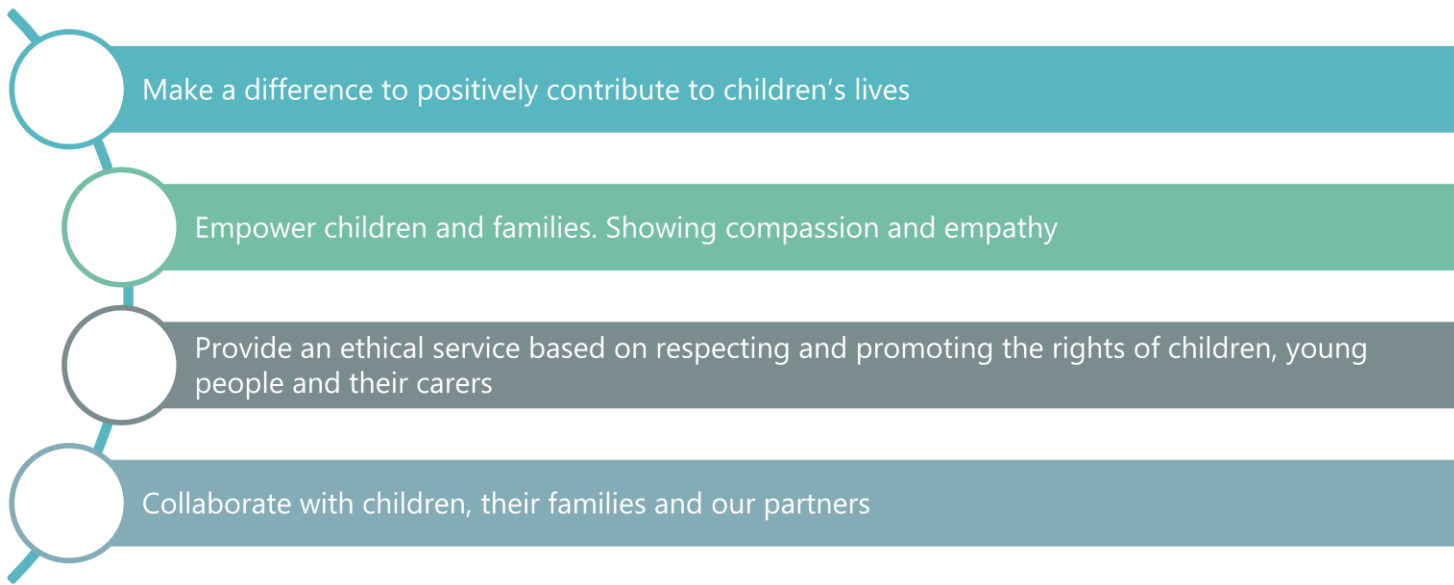 Make a difference to positively contribute to children’s lives
Empower children and families. Showing compassion and empathy
Provide an ethical service based on respecting and promoting the rights of children, young
people and their carers
Collaborate with children, their families and our partners